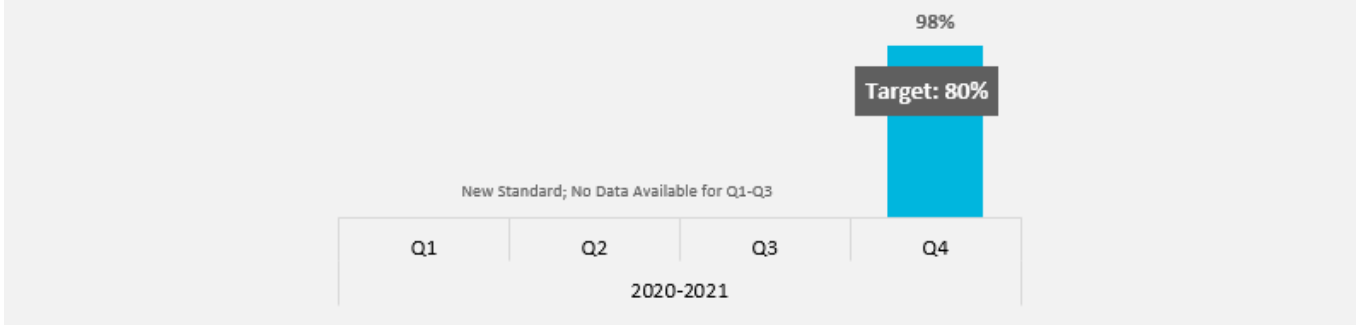 98%
Target: 80%
New Standard; No Data Available for Q1-Q3
Q1 Q2 Q3 Q4
2020-2021